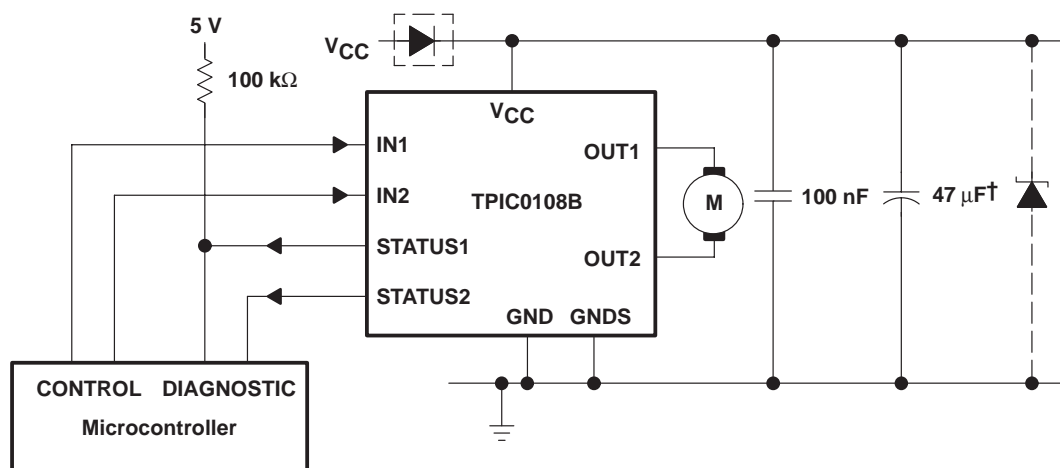 5 V
100 kΩ
VCC
VCC
IN1
IN2
STATUS1
STATUS2
TPIC0108B
OUT1
OUT2
GND GNDS
M
100 nF
47 μF†
CONTROL DIAGNOSTIC
Microcontroller